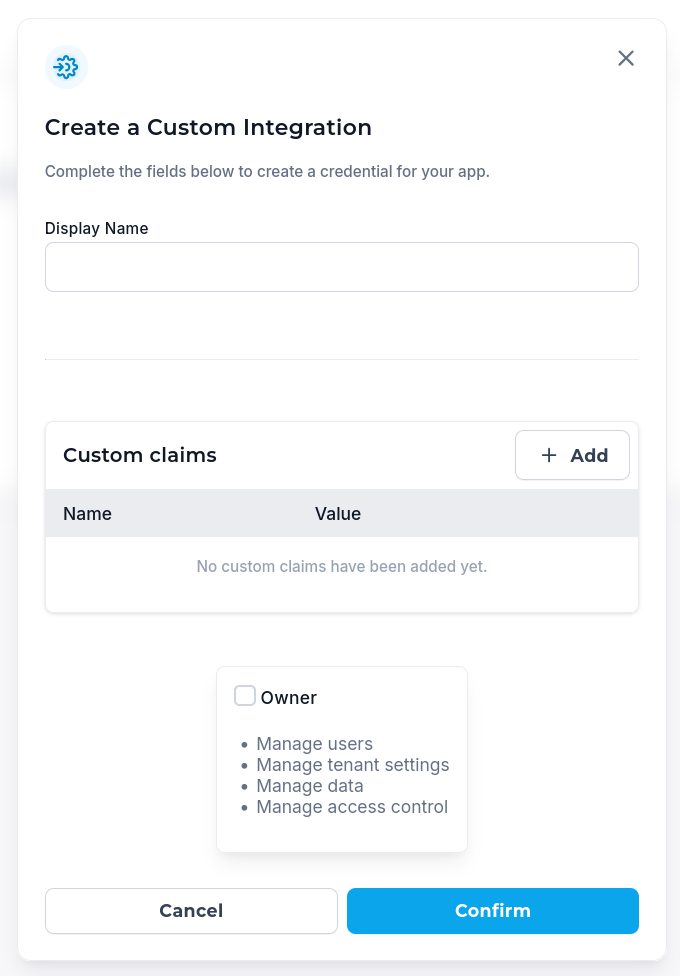 Create a Custom Integration
Complete the fields below to create a credential for your app.
Display Name
Custom claims
Add
Name Value
No custom claims have been added yet.
Owner
• Manage users
• Manage tenant settings
• Manage data
• Manage access control
Cancel Confirm